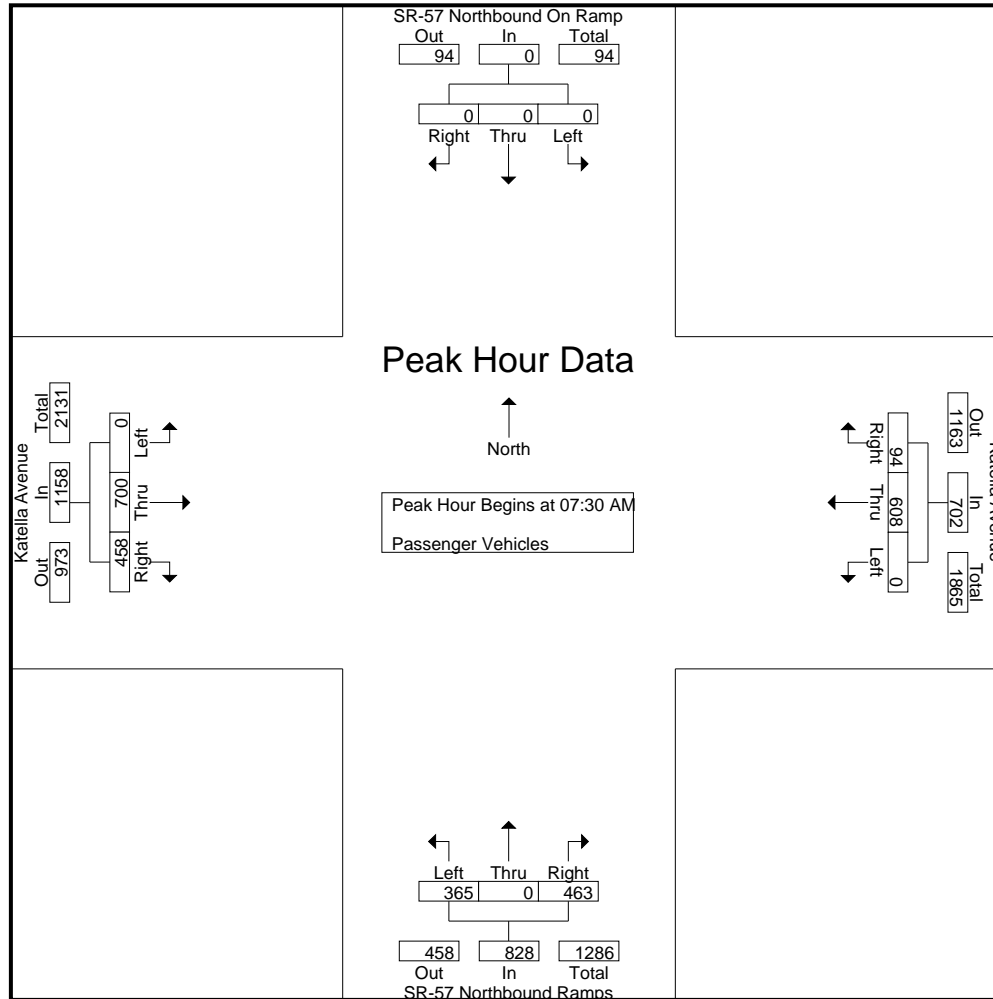 SR-57 Northbound On Ramp
Out In Total
94 0 94
0 0 0
Right Thru Left
Peak Hour Data
North
Peak Hour Begins at 07:30 AM
Passenger Vehicles
Katella Avenue
Total In Out
2131 1158 973
0 700 458
Left Thru Right
Out In Total
1163 702 1865
94 608 0
Right Thru Left
Left Thru Right
365 0 463
458 828 1286
Out In Total
SR-57 Northbound Ramps